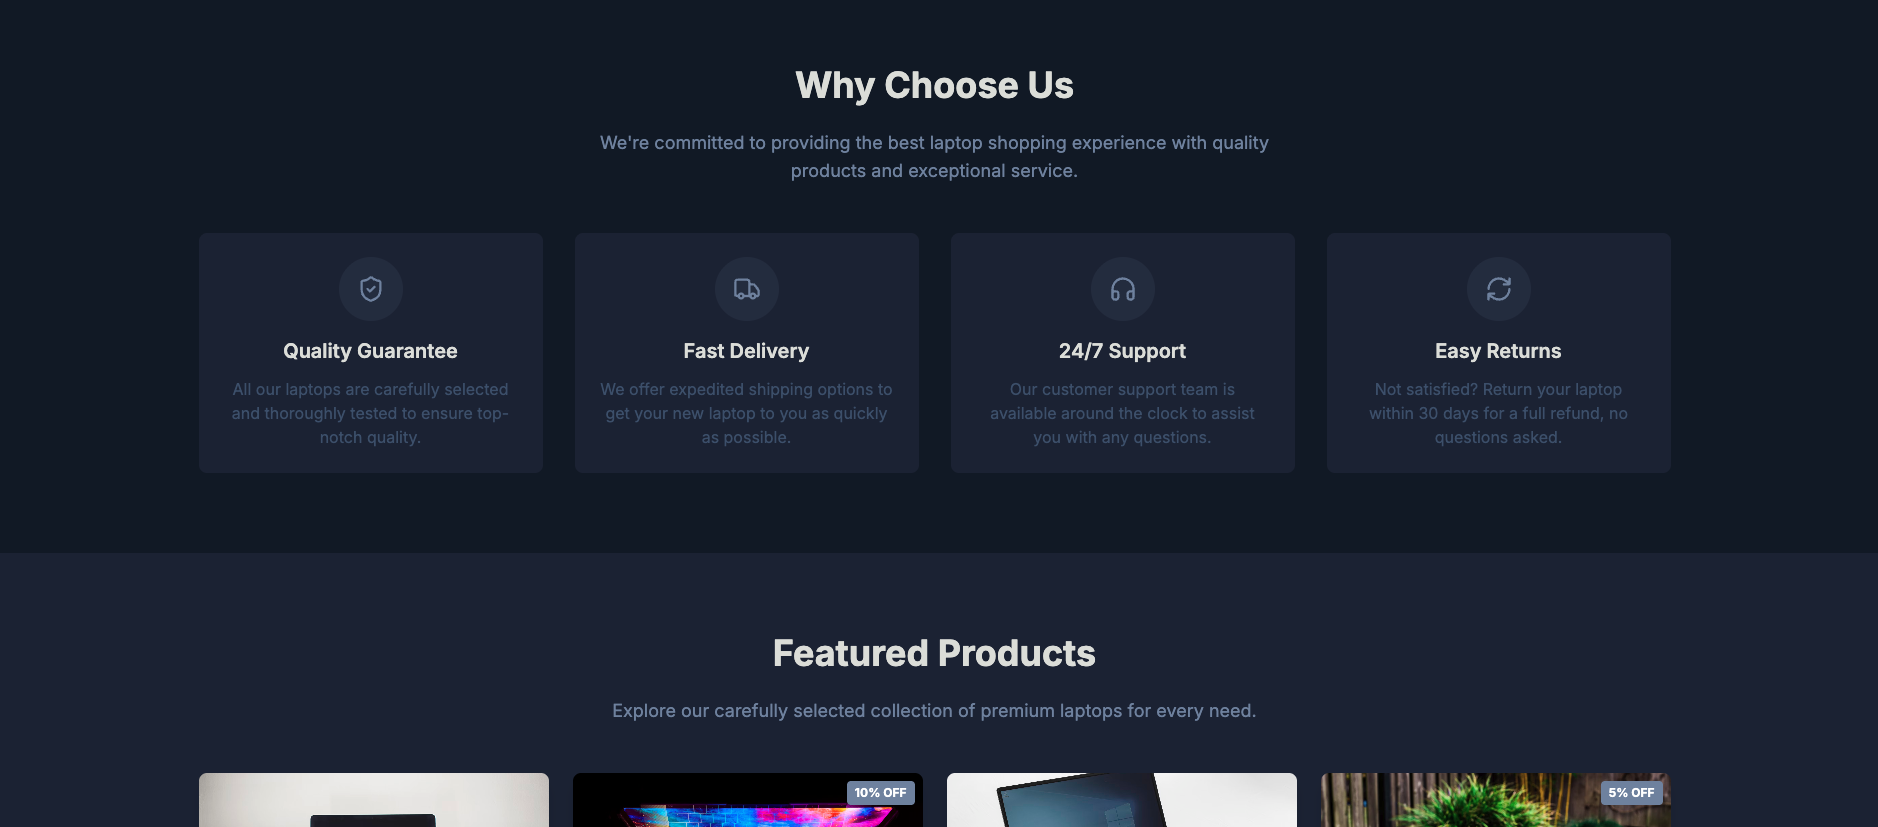 Why Choose Us
We're committed to providing the best laptop shopping experience with quality
products and exceptional service.
Quality Guarantee
All our laptops are carefully selected
and thoroughly tested to ensure top-
notch quality.
Fast Delivery
We offer expedited shipping options to
get your new laptop to you as quickly
as possible.
24/7 Support
Our customer support team is
available around the clock to assist
you with any questions.
Easy Returns
Not satisfied? Return your laptop
within 30 days for a full refund, no
questions asked.
Featured Products
Explore our carefully selected collection of premium laptops for every need.
10% OFF
5% OFF